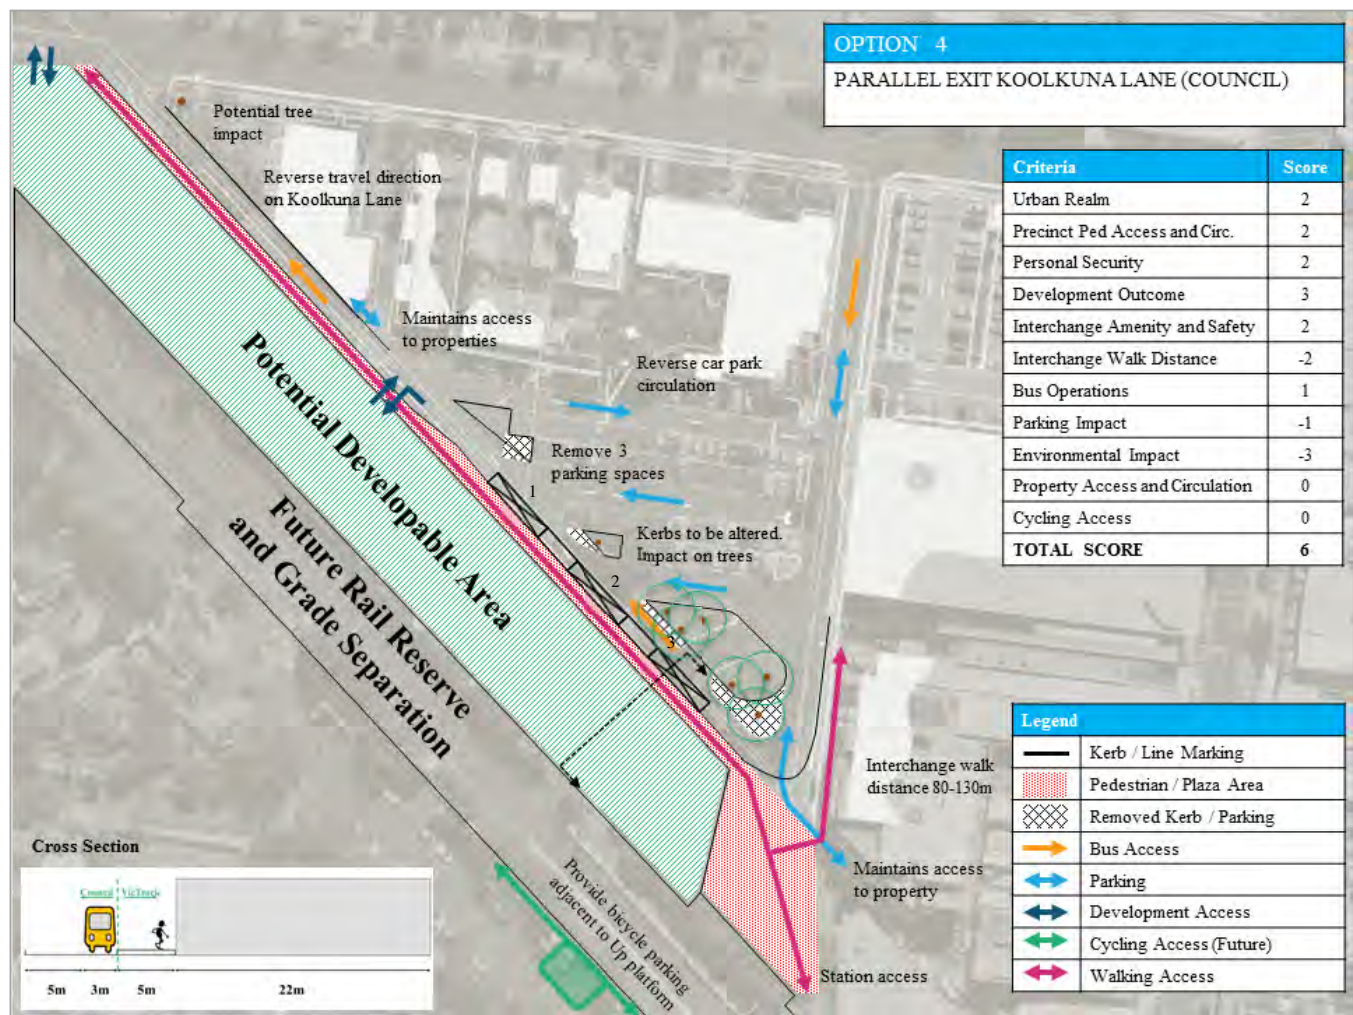 OPTION 4
PARALLEL EXIT KOOLKUNA LANE (COUNCIL)
Criteria Score
Urban Realm 2
Precinct Ped Access and Circ. 2
Personal Security 2
Development Outcome 3
Interchange Amenity and Safety 2
Interchange Walk Distance -2
Bus Operations 1
Parking Impact -1
Environmental Impact -3
Property Access and Circulation 0
Cycling Access 0
TOTAL SCORE 6
Potential tree
impact
Reverse travel direction
on Koolkuna Lane
Maintains access
to properties
Reverse car park
circulation
Remove 3
parking spaces
1
Kerbs to be altered.
Impact on trees
2
3
Potential Developable Area
Future Rail Reserve
and Grade Separation
Interchange walk
distance 80-130m
Maintains access
to property
Station access
Provide bicycle parking
adjacent to Up platform
Legend
Kerb / Line Marking
Pedestrian / Plaza Area
Removed Kerb / Parking
Bus Access
Parking
Development Access
Cycling Access (Future)
Walking Access
Cross Section
Council VicTrack
5m 3m 5m 22m